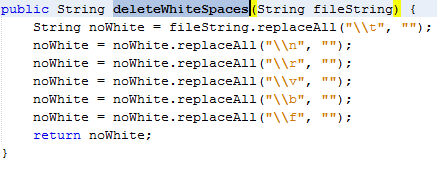 public String deleteWhiteSpaces(String fileString) {
    String noWhite = fileString.replaceAll("\\t", "");
    noWhite = noWhite.replaceAll("\\n", "");
    noWhite = noWhite.replaceAll("\\r", "");
    noWhite = noWhite.replaceAll("\\v", "");
    noWhite = noWhite.replaceAll("\\b", "");
    noWhite = noWhite.replaceAll("\\f", "");
    return noWhite;
}